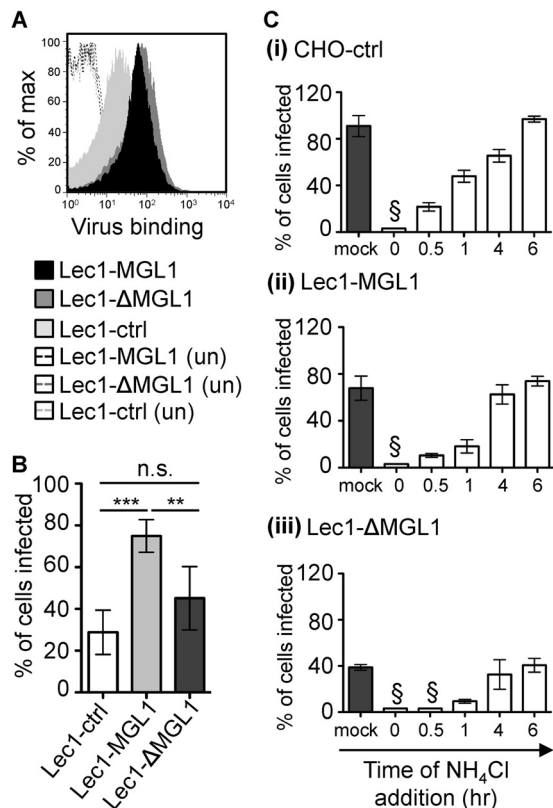 A
% of max
100
80
60
40
20
0
10⁰ 10¹ 10² 10³ 10⁴
Virus binding
Lec1-MGL1
Lec1-ΔMGL1
Lec1-ctrl
Lec1-MGL1 (un)
Lec1-ΔMGL1 (un)
Lec1-ctrl (un)
B
n.s.
*** **
% of cells infected
100
80
60
40
20
0
Lec1-ctrl
Lec1-MGL1
Lec1-ΔMGL1
C
(i) CHO-ctrl
% of cells infected
120
80
40
0
§
mock 0 0.5 1 4 6
(ii) Lec1-MGL1
% of cells infected
120
80
40
0
§
mock 0 0.5 1 4 6
(iii) Lec1-ΔMGL1
% of cells infected
120
80
40
0
§ §
mock 0 0.5 1 4 6
Time of NH₄Cl
addition (hr)